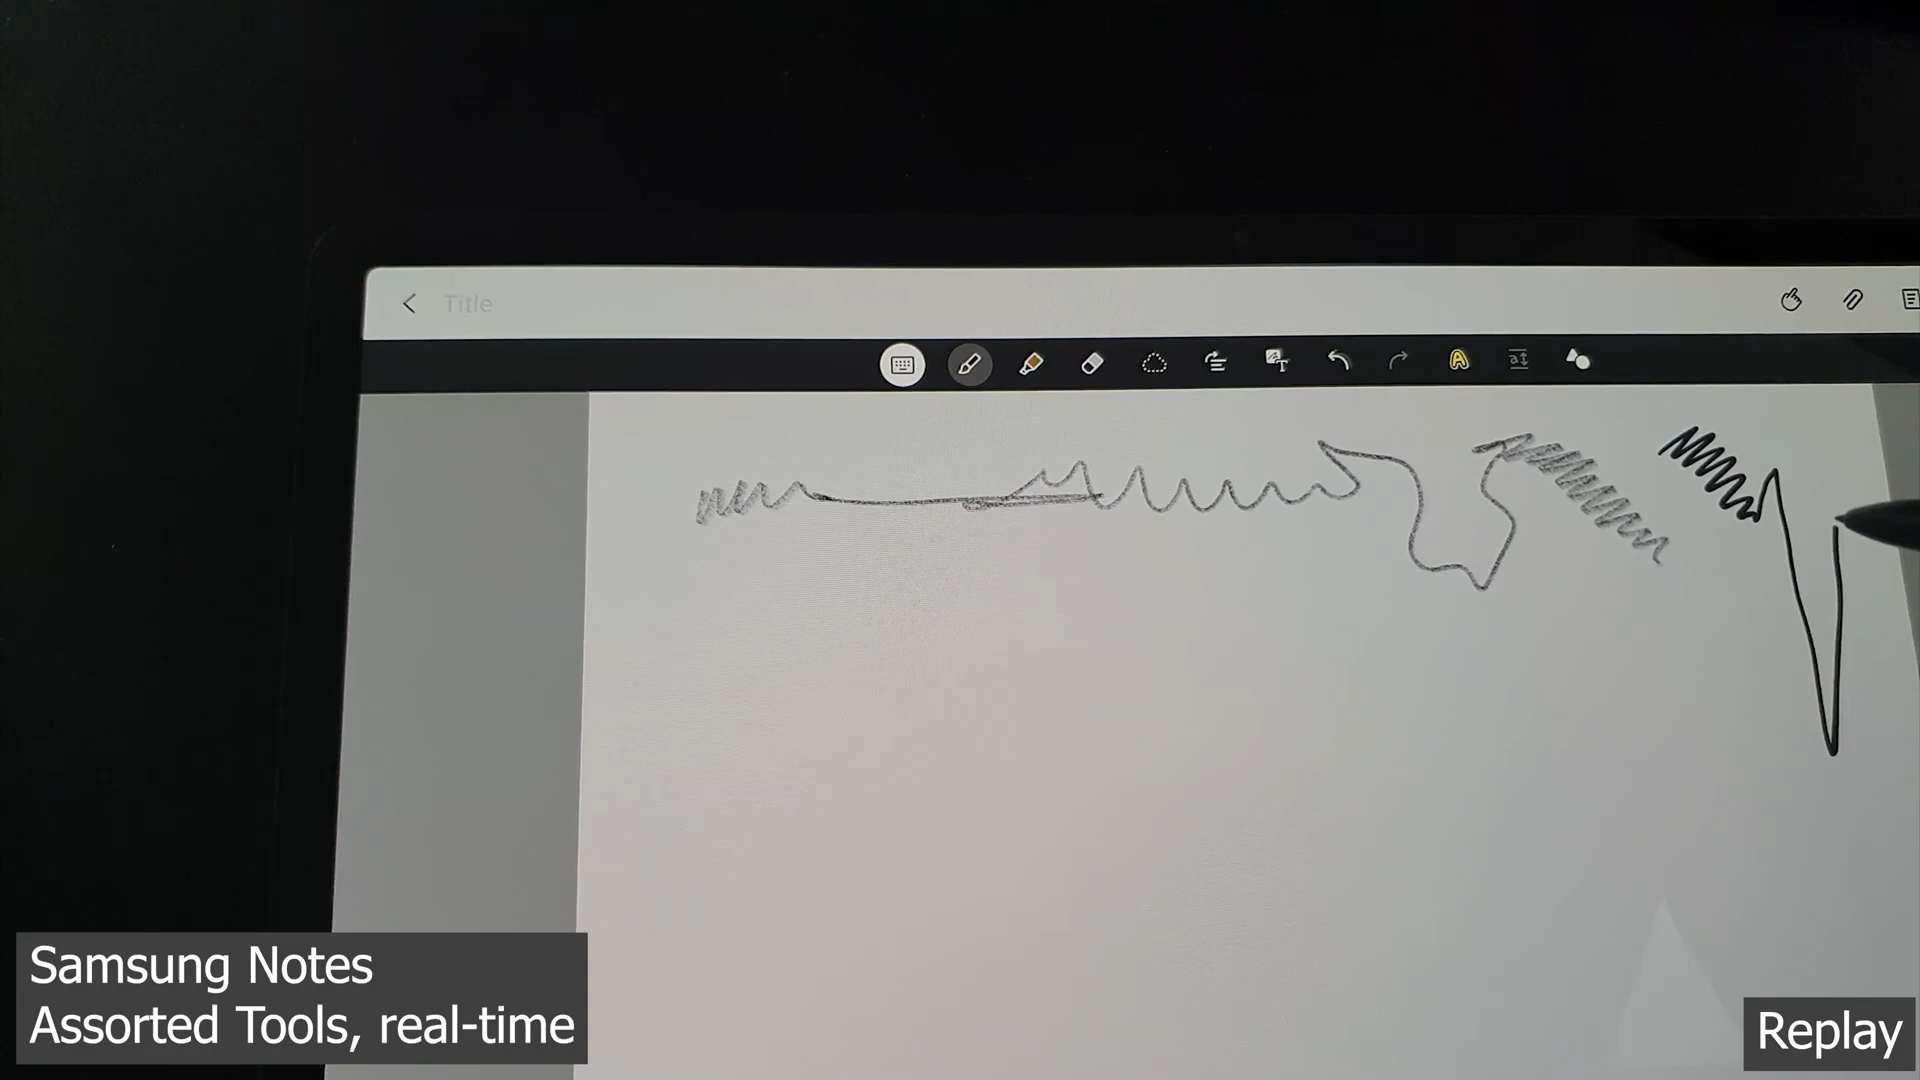 Title
A
a
T
Samsung Notes
Assorted Tools, real-time
Replay